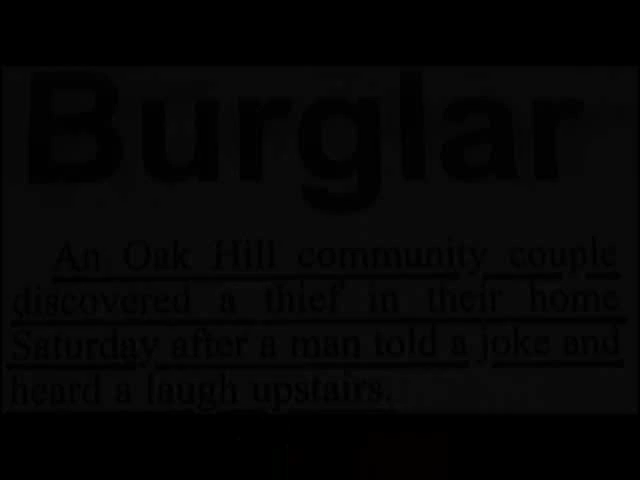 Burglar
An Oak Hill community couple
discovered a thief in their home
Saturday after a man told a joke and
heard a laugh upstairs.